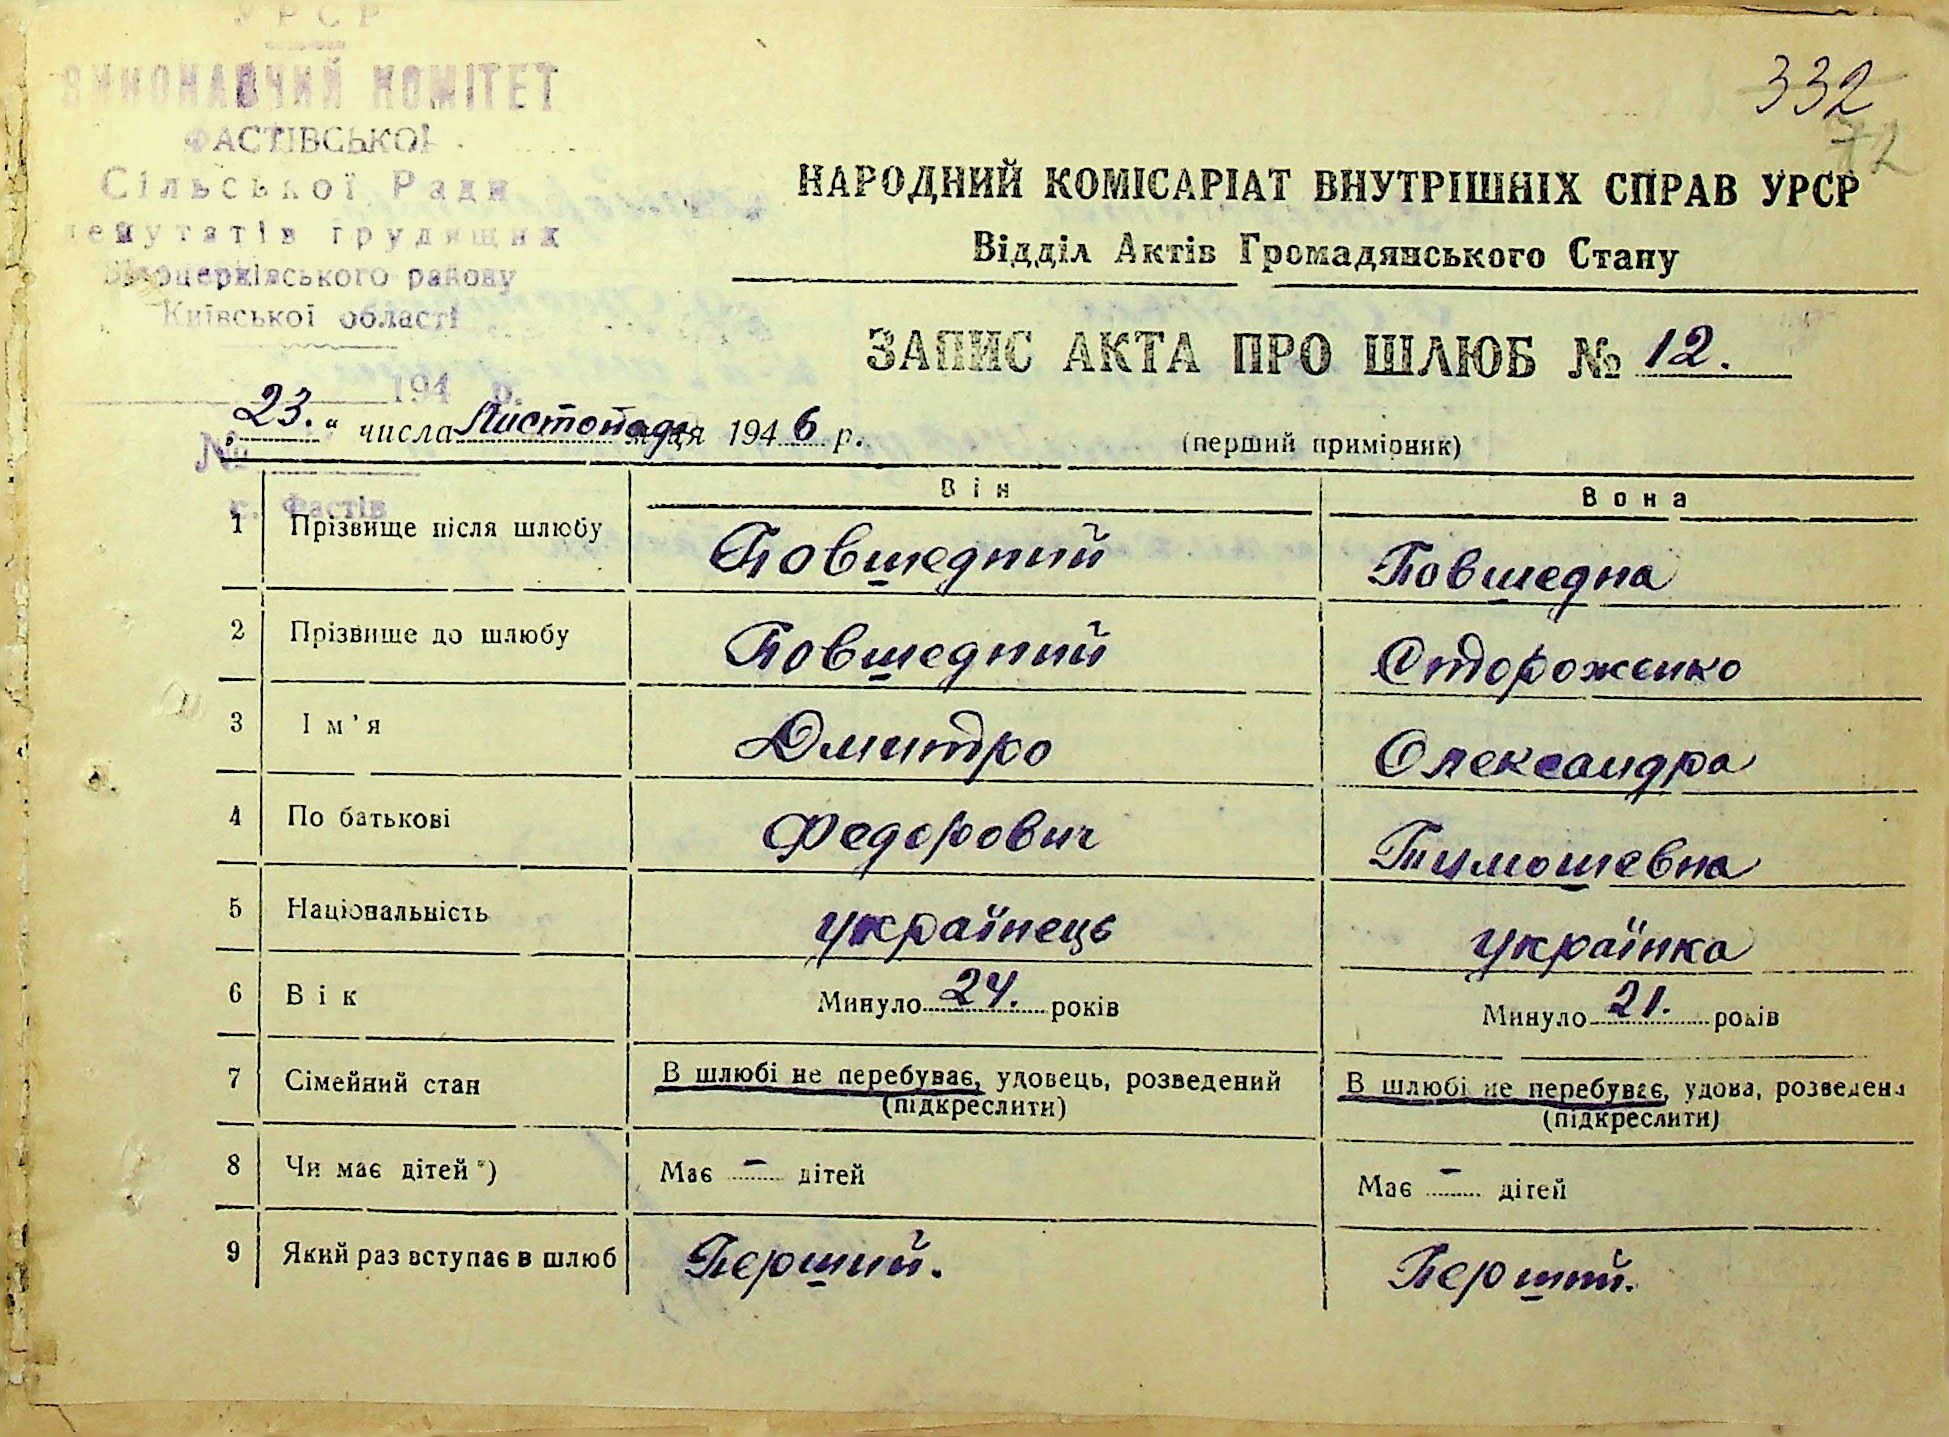 УРСР
ВИКОНАВЧИЙ КОМІТЕТ
ФАСТІВСЬКОЇ
Сільської Ради
депутатів трудящих
Білоцерківського району
Київської області
194 р.
№
с. Фастів
332
72
НАРОДНИЙ КОМІСАРІАТ ВНУТРІШНІХ СПРАВ УРСР
Відділ Актів Громадянського Стану
ЗАПИС АКТА ПРО ШЛЮБ № 12.
„23.“ числа Листопада м-ця 1946 р.
(перший примірник)
Він Вона
1 Прізвище після шлюбу Повшедний Повшедна
2 Прізвище до шлюбу Повшедний Стороженко
3 Ім'я Дмитро Олександра
4 По батькові Федорович Тимошевна
5 Національність українець українка
6 Вік Минуло 24. років Минуло 21. років
7 Сімейний стан В шлюбі не перебуває, удовець, розведений В шлюбі не перебуває, удова, розведена
(підкреслити) (підкреслити)
8 Чи має дітей *) Має – дітей Має – дітей
9 Який раз вступає в шлюб Перший. Перший.